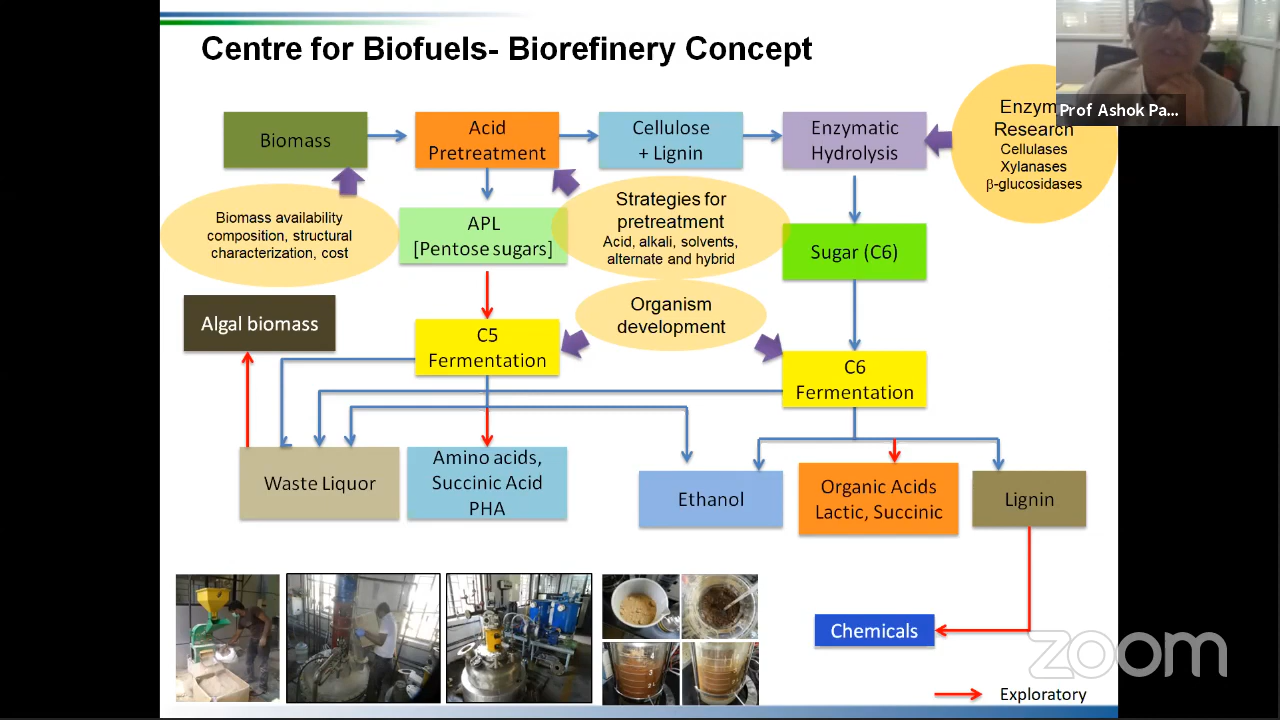 Centre for Biofuels- Biorefinery Concept
Prof Ashok Pa...
Biomass
Acid
Pretreatment
Cellulose
+ Lignin
Enzymatic
Hydrolysis
Research
Cellulases
Xylanases
β-glucosidases
Biomass availability
composition, structural
characterization, cost
APL
[Pentose sugars]
Strategies for
pretreatment
Acid, alkali, solvents,
alternate and hybrid
Sugar (C6)
Algal biomass
Organism
development
C5
Fermentation
C6
Fermentation
Waste Liquor
Amino acids,
Succinic Acid
PHA
Ethanol
Organic Acids
Lactic, Succinic
Lignin
Chemicals
zoom
Exploratory